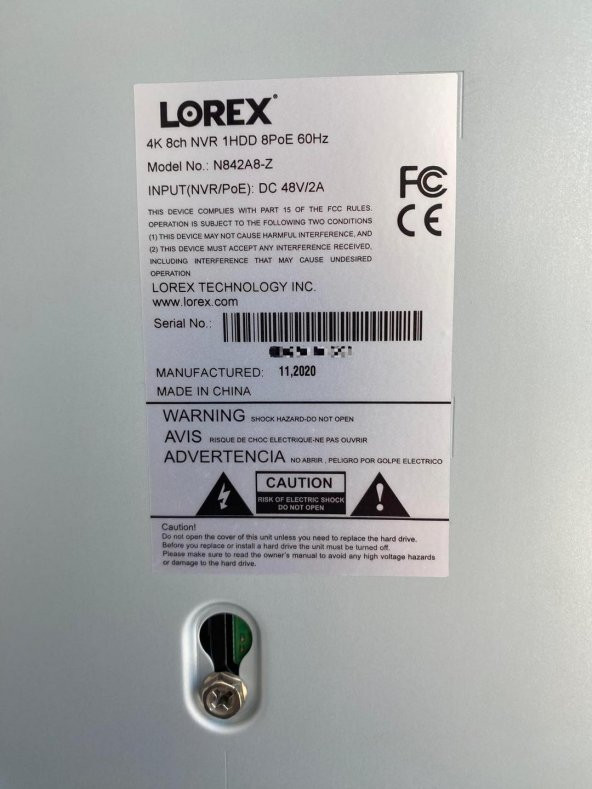 LOREX®
4K 8ch NVR 1HDD 8PoE 60Hz
Model No.: N842A8-Z
INPUT(NVR/PoE): DC 48V/2A
FC
CE
THIS DEVICE COMPLIES WITH PART 15 OF THE FCC RULES.
OPERATION IS SUBJECT TO THE FOLLOWING TWO CONDITIONS
(1) THIS DEVICE MAY NOT CAUSE HARMFUL INTERFERENCE, AND
(2) THIS DEVICE MUST ACCEPT ANY INTERFERENCE RECEIVED,
INCLUDING INTERFERENCE THAT MAY CAUSE UNDESIRED
OPERATION
LOREX TECHNOLOGY INC.
www.lorex.com
Serial No.:
MANUFACTURED: 11,2020
MADE IN CHINA
WARNING SHOCK HAZARD-DO NOT OPEN
AVIS RISQUE DE CHOC ELECTRIQUE-NE PAS OUVRIR
ADVERTENCIA NO ABRIR , PELIGRO POR GOLPE ELECTRICO
CAUTION
RISK OF ELECTRIC SHOCK
DO NOT OPEN
Caution!
Do not open the cover of this unit unless you need to replace the hard drive.
Before you replace or install a hard drive the unit must be turned off.
Please make sure to read the owner's manual to avoid any high voltage hazards
or damage to the hard drive.